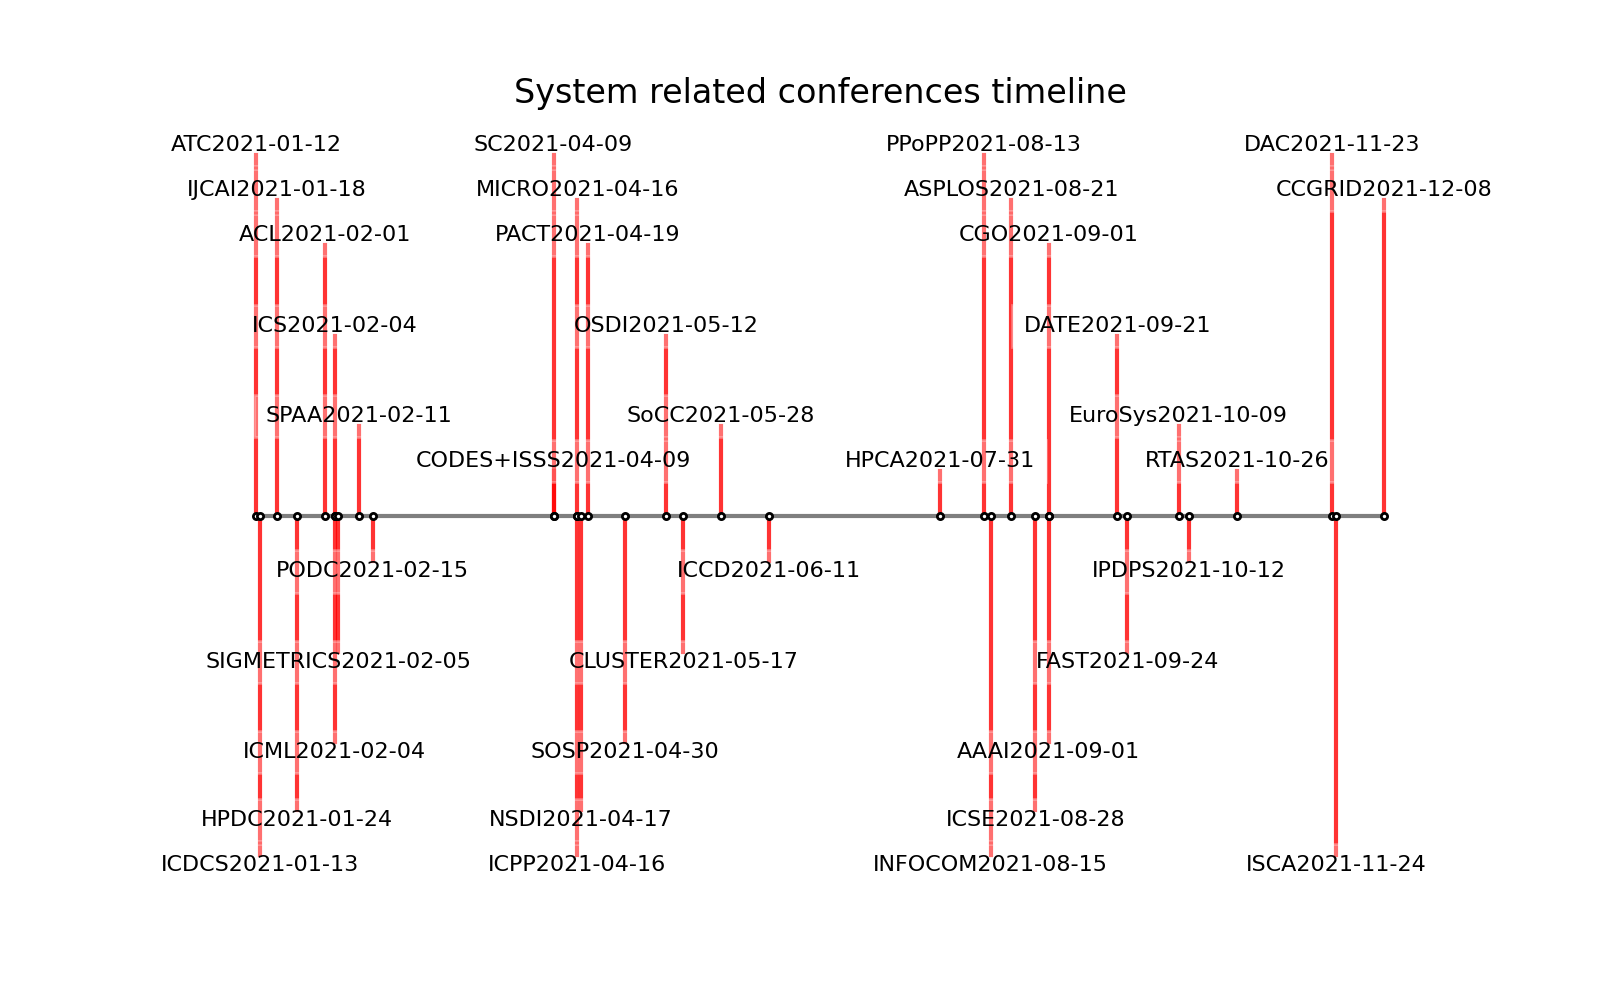 System related conferences timeline
ATC2021-01-12
SC2021-04-09
PPoPP2021-08-13
DAC2021-11-23
IJCAI2021-01-18
MICRO2021-04-16
ASPLOS2021-08-21
CCGRID2021-12-08
ACL2021-02-01
PACT2021-04-19
CGO2021-09-01
ICS2021-02-04
OSDI2021-05-12
DATE2021-09-21
SPAA2021-02-11
SoCC2021-05-28
EuroSys2021-10-09
CODES+ISSS2021-04-09
HPCA2021-07-31
RTAS2021-10-26
PODC2021-02-15
ICCD2021-06-11
IPDPS2021-10-12
SIGMETRICS2021-02-05
CLUSTER2021-05-17
FAST2021-09-24
ICML2021-02-04
SOSP2021-04-30
AAAI2021-09-01
HPDC2021-01-24
NSDI2021-04-17
ICSE2021-08-28
ICDCS2021-01-13
ICPP2021-04-16
INFOCOM2021-08-15
ISCA2021-11-24